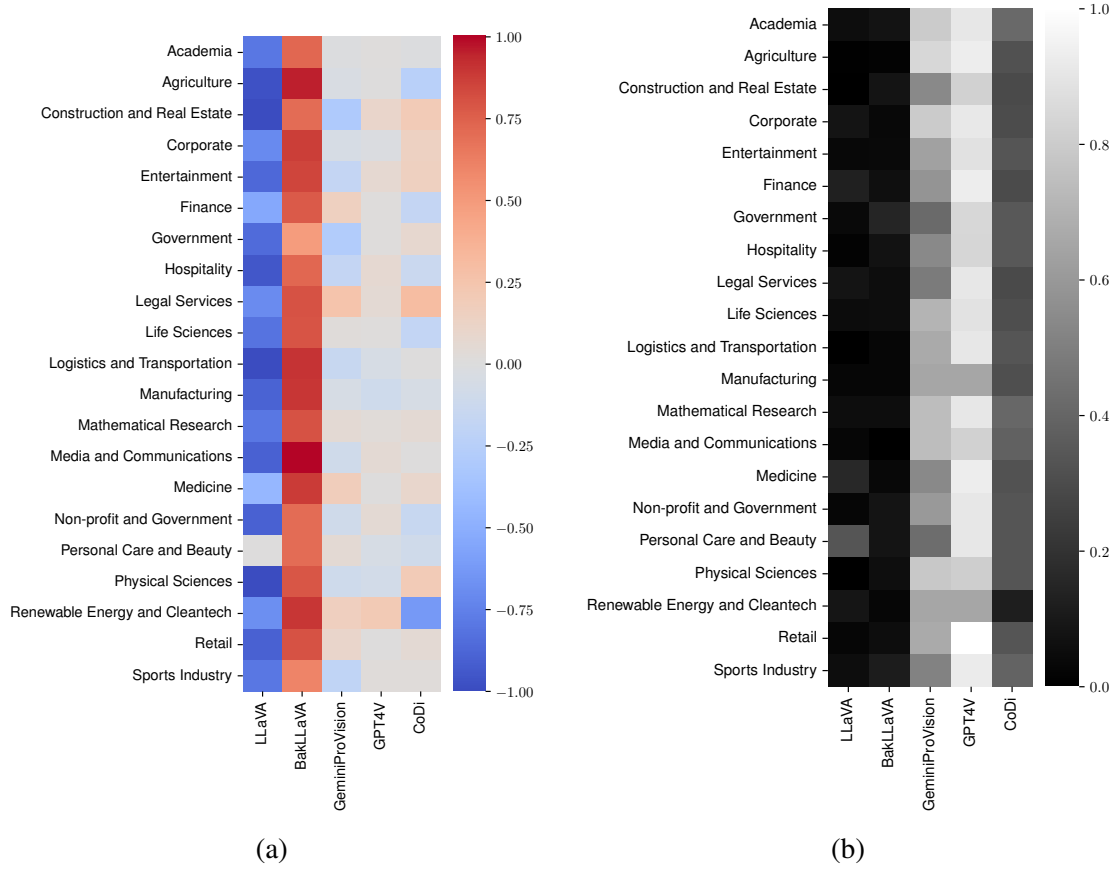 Academia
Agriculture
Construction and Real Estate
Corporate
Entertainment
Finance
Government
Hospitality
Legal Services
Life Sciences
Logistics and Transportation
Manufacturing
Mathematical Research
Media and Communications
Medicine
Non-profit and Government
Personal Care and Beauty
Physical Sciences
Renewable Energy and Cleantech
Retail
Sports Industry
LLaVA
BakLLaVA
GeminiProVision
GPT4V
CoDi
1.00
0.75
0.50
0.25
0.00
−0.25
−0.50
−0.75
−1.00
(a)
Academia
Agriculture
Construction and Real Estate
Corporate
Entertainment
Finance
Government
Hospitality
Legal Services
Life Sciences
Logistics and Transportation
Manufacturing
Mathematical Research
Media and Communications
Medicine
Non-profit and Government
Personal Care and Beauty
Physical Sciences
Renewable Energy and Cleantech
Retail
Sports Industry
LLaVA
BakLLaVA
GeminiProVision
GPT4V
CoDi
1.0
0.8
0.6
0.4
0.2
0.0
(b)